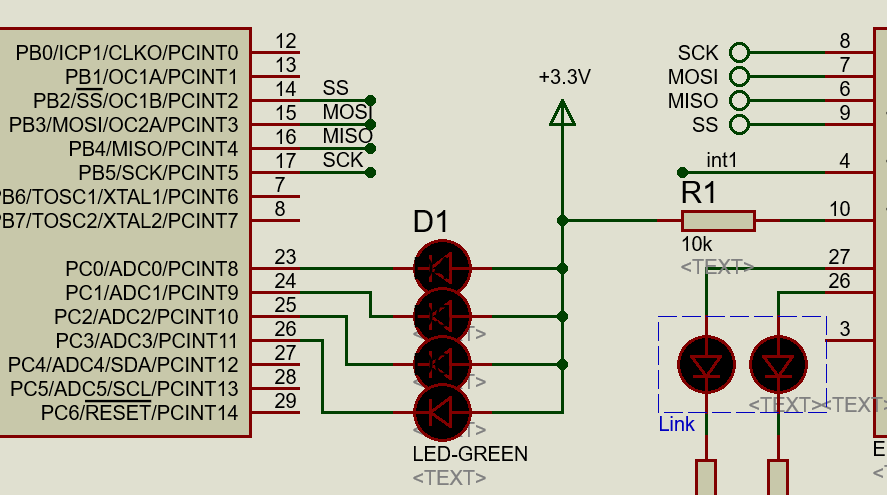 PB0/ICP1/CLKO/PCINT0 12
PB1/OC1A/PCINT1 13
PB2/SS/OC1B/PCINT2 14 SS
PB3/MOSI/OC2A/PCINT3 15 MOSI
PB4/MISO/PCINT4 16 MISO
PB5/SCK/PCINT5 17 SCK
PB6/TOSC1/XTAL1/PCINT6 7
PB7/TOSC2/XTAL2/PCINT7 8
PC0/ADC0/PCINT8 23
PC1/ADC1/PCINT9 24
PC2/ADC2/PCINT10 25
PC3/ADC3/PCINT11 26
PC4/ADC4/SDA/PCINT12 27
PC5/ADC5/SCL/PCINT13 28
PC6/RESET/PCINT14 29
D1
LED-GREEN
<TEXT>
+3.3V
SCK 8
MOSI 7
MISO 6
SS 9
int1 4
R1
10
10k
<TEXT>
27
26
3
<TEXT>
<TEXT>
Link